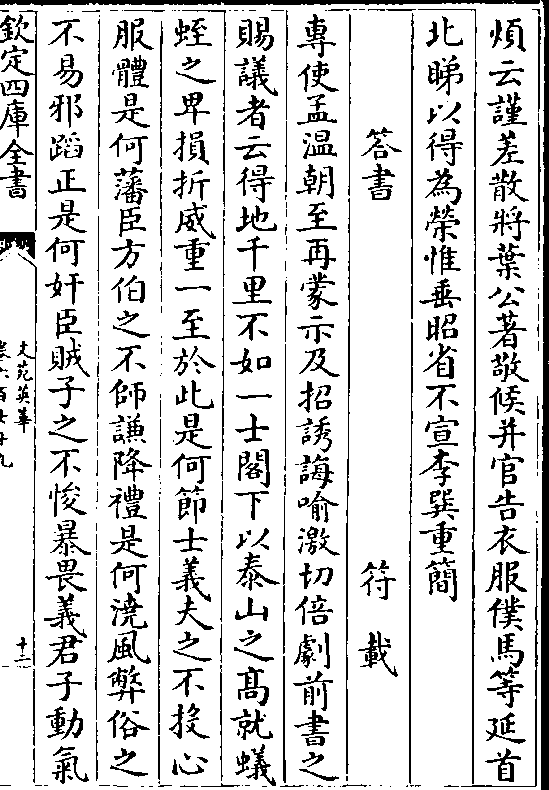 煩云謹差散將葉公著敬候并官告衣服僕馬等延首
北睇以得為榮惟垂昭省不宣李巽重簡
答書 符載
專使孟温朝至再蒙示及招誘誨喻激切倍劇前書之
賜議者云得地千里不如一士閤下以泰山之髙就蟻
蛭之卑損折威重一至於此是何節士義夫之不投心
服體是何藩臣方伯之不師謙降禮是何澆風弊俗之
不易邪蹈正是何奸臣賊子之不悛暴畏義君子動氣
欽定四庫全書
文苑英華
十二